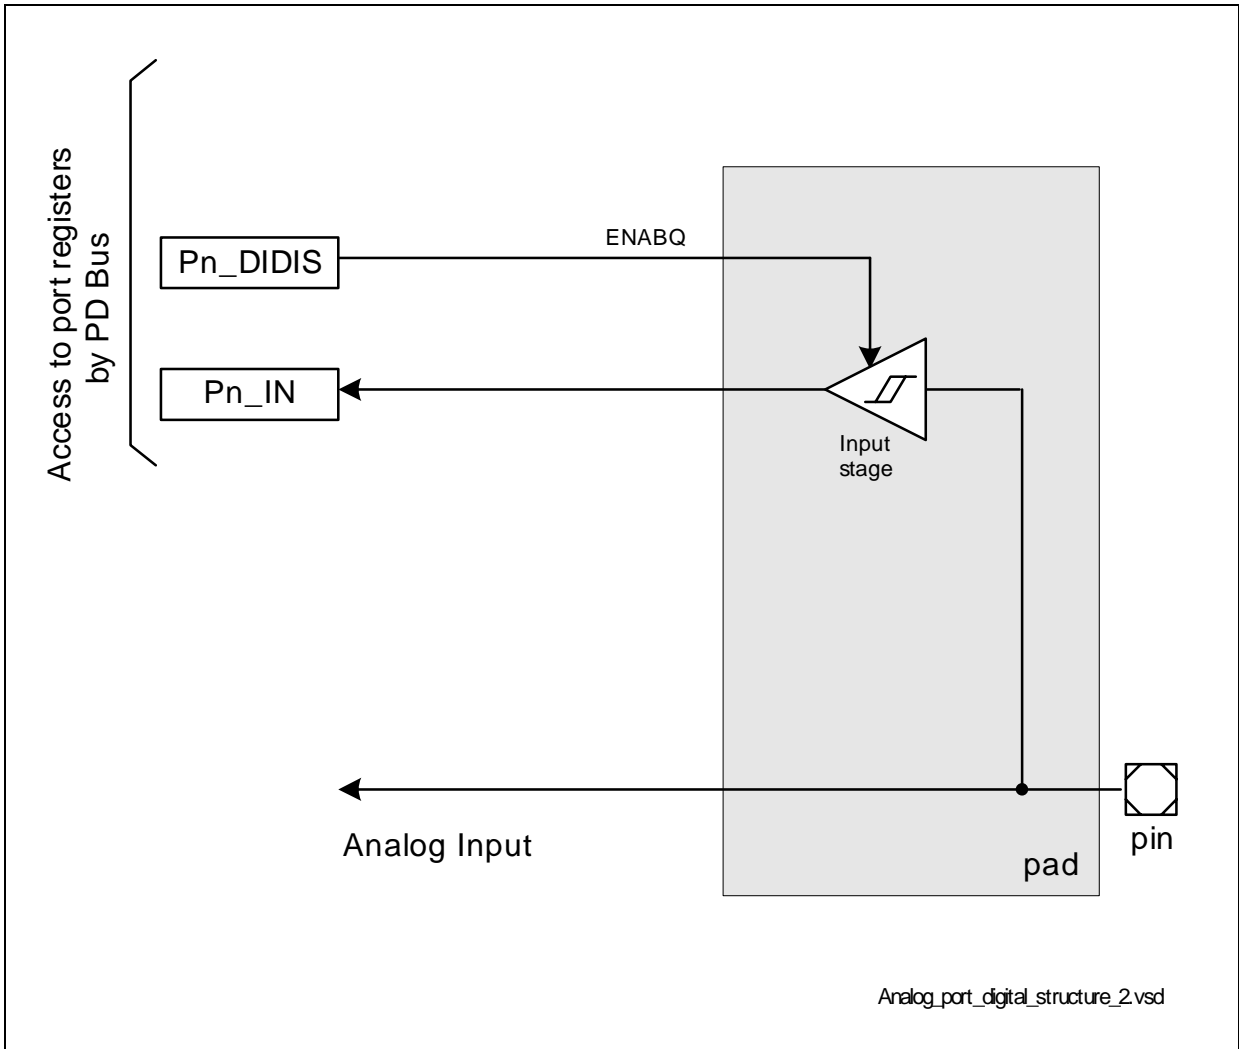 Access to port registers
by PD Bus
Pn_DIDIS
ENABQ
Pn_IN
Input
stage
Analog Input
pin
pad
Analog_port_digital_structure_2.vsd